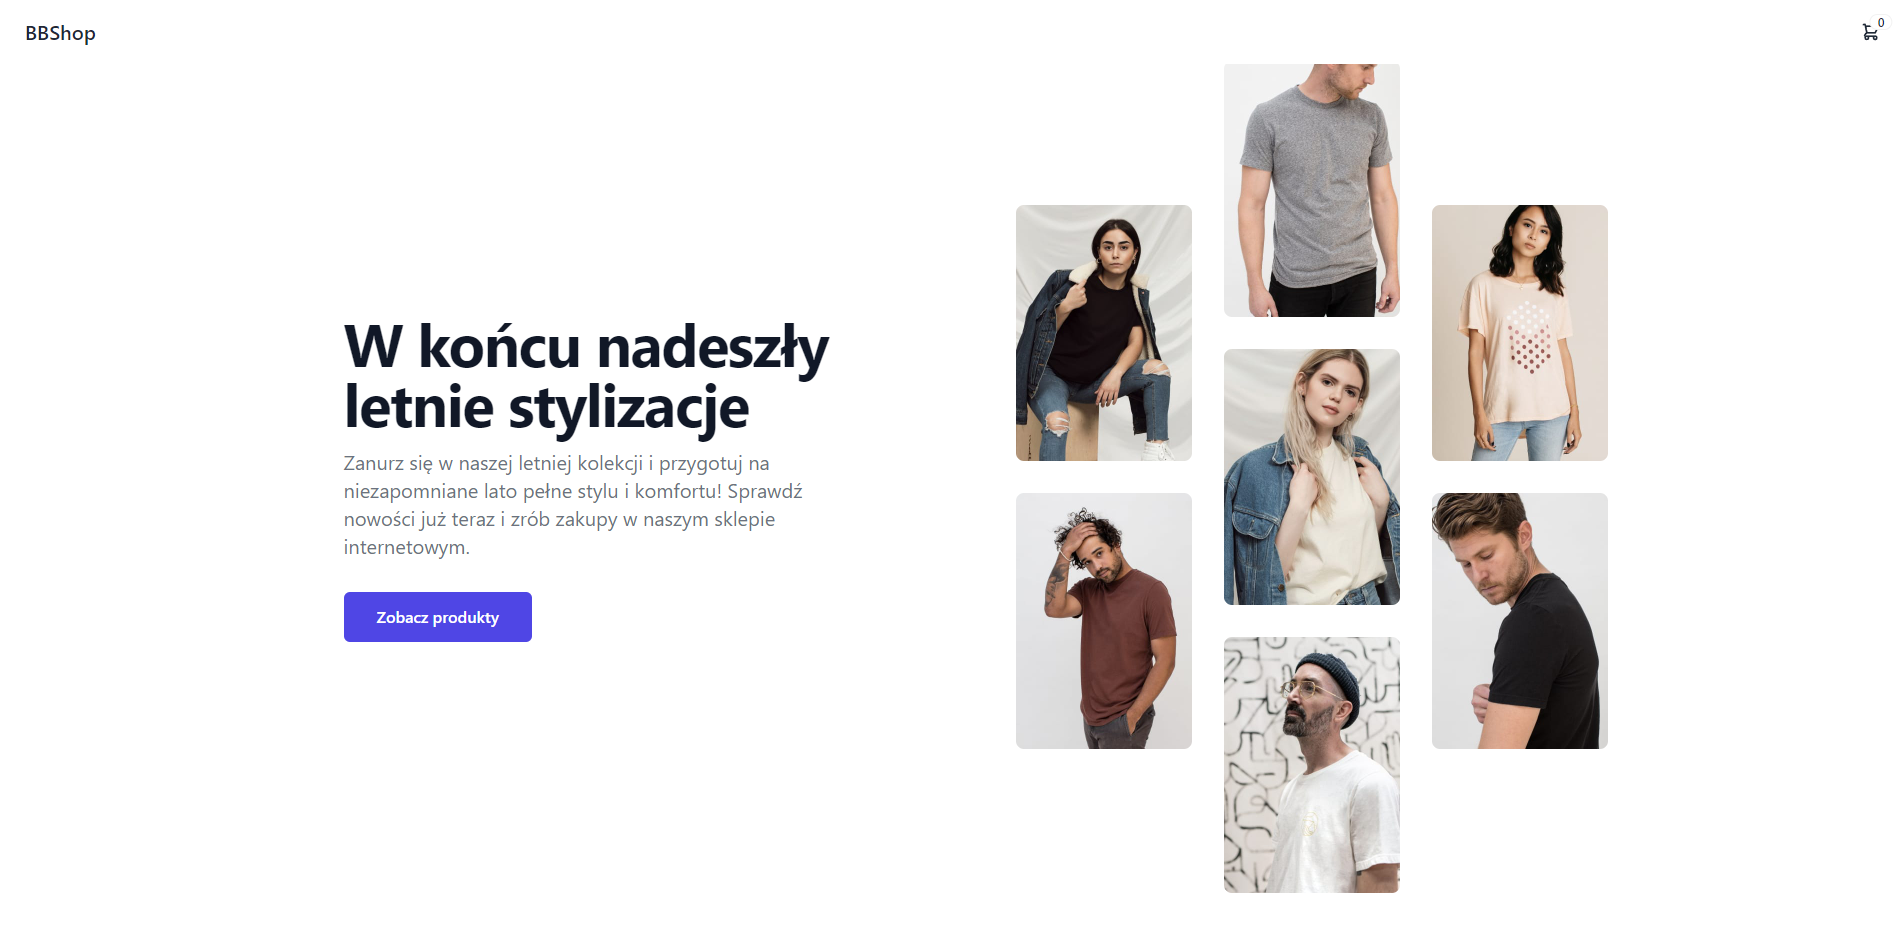 BBShop
0
W końcu nadeszły
letnie stylizacje
Zanurz się w naszej letniej kolekcji i przygotuj na
niezapomniane lato pełne stylu i komfortu! Sprawdź
nowości już teraz i zrób zakupy w naszym sklepie
internetowym.
Zobacz produkty